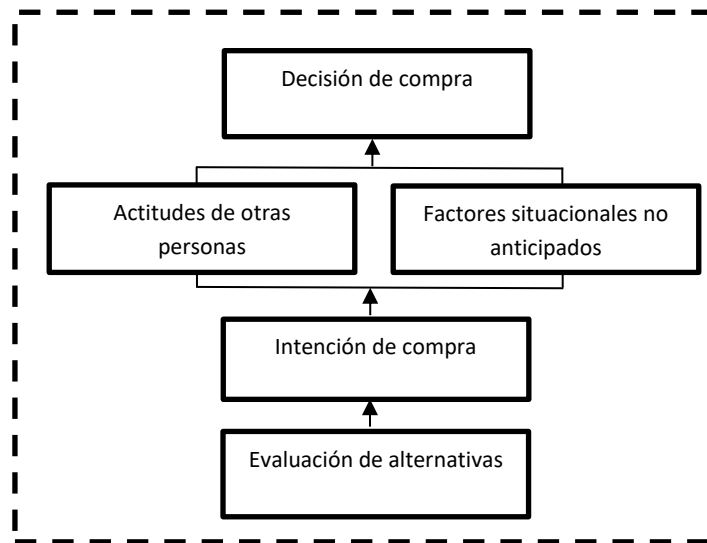 Decisión de compra
Actitudes de otras
personas
Factores situacionales no
anticipados
Intención de compra
Evaluación de alternativas